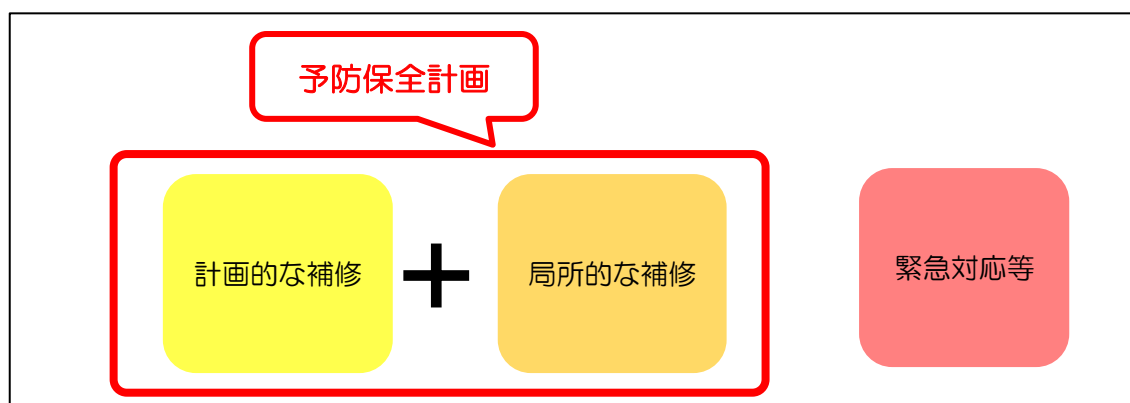 予防保全計画
計画的な補修
局所的な補修
緊急対応等